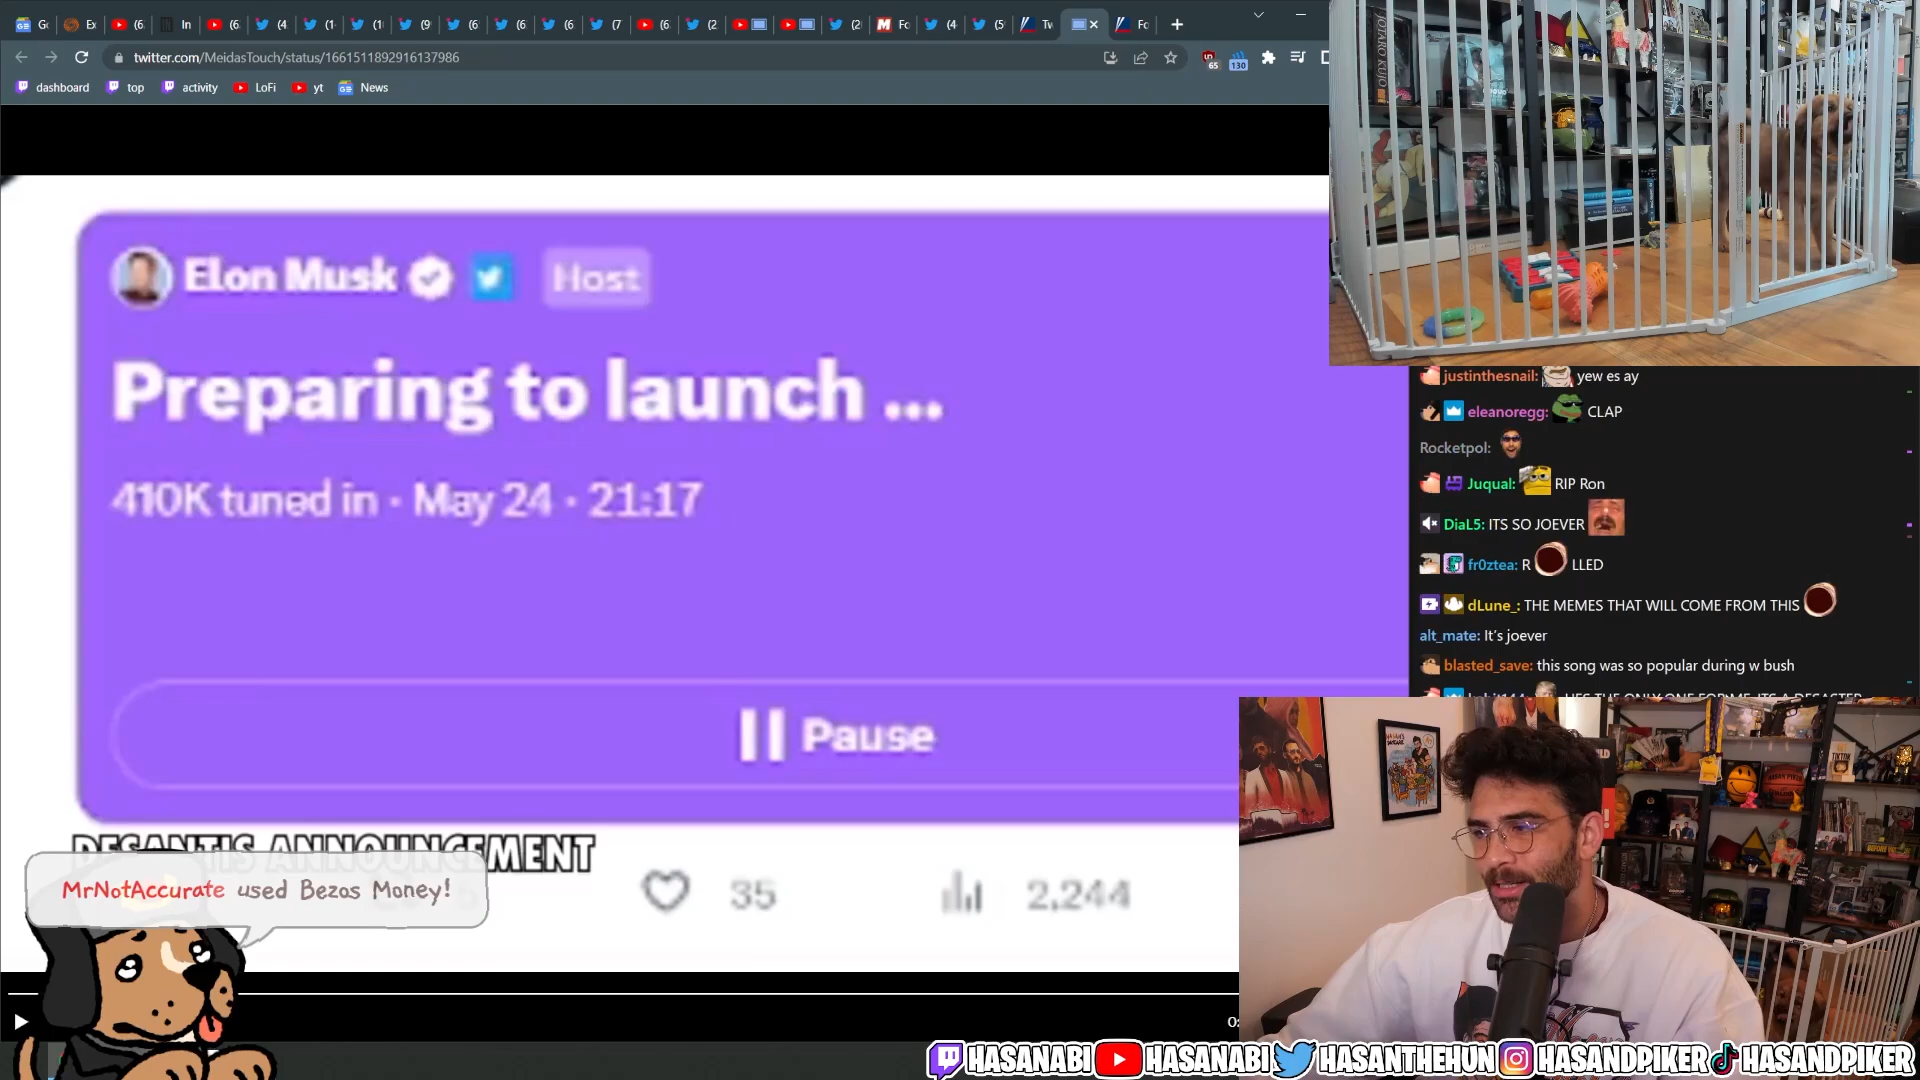 twitter.com/MeidasTouch/status/1661511892916137986
dashboard top activity LoFi yt News
Elon Musk Host
Preparing to launch ...
410K tuned in · May 24 · 21:17
Pause
DESANTIS ANNOUNCEMENT
35 2,244
MrNotAccurate used Bezos Money!
justinthesnail: yew es ay
eleanoregg: CLAP
Rocketpol:
Juqual: RIP Ron
DiaL5: ITS SO JOEVER
fr0ztea: R LLED
dLune_: THE MEMES THAT WILL COME FROM THIS
alt_mate: It's joever
blasted_save: this song was so popular during w bush
HASANABI HASANABI HASANTHEHUN HASANDPIKER HASANDPIKER